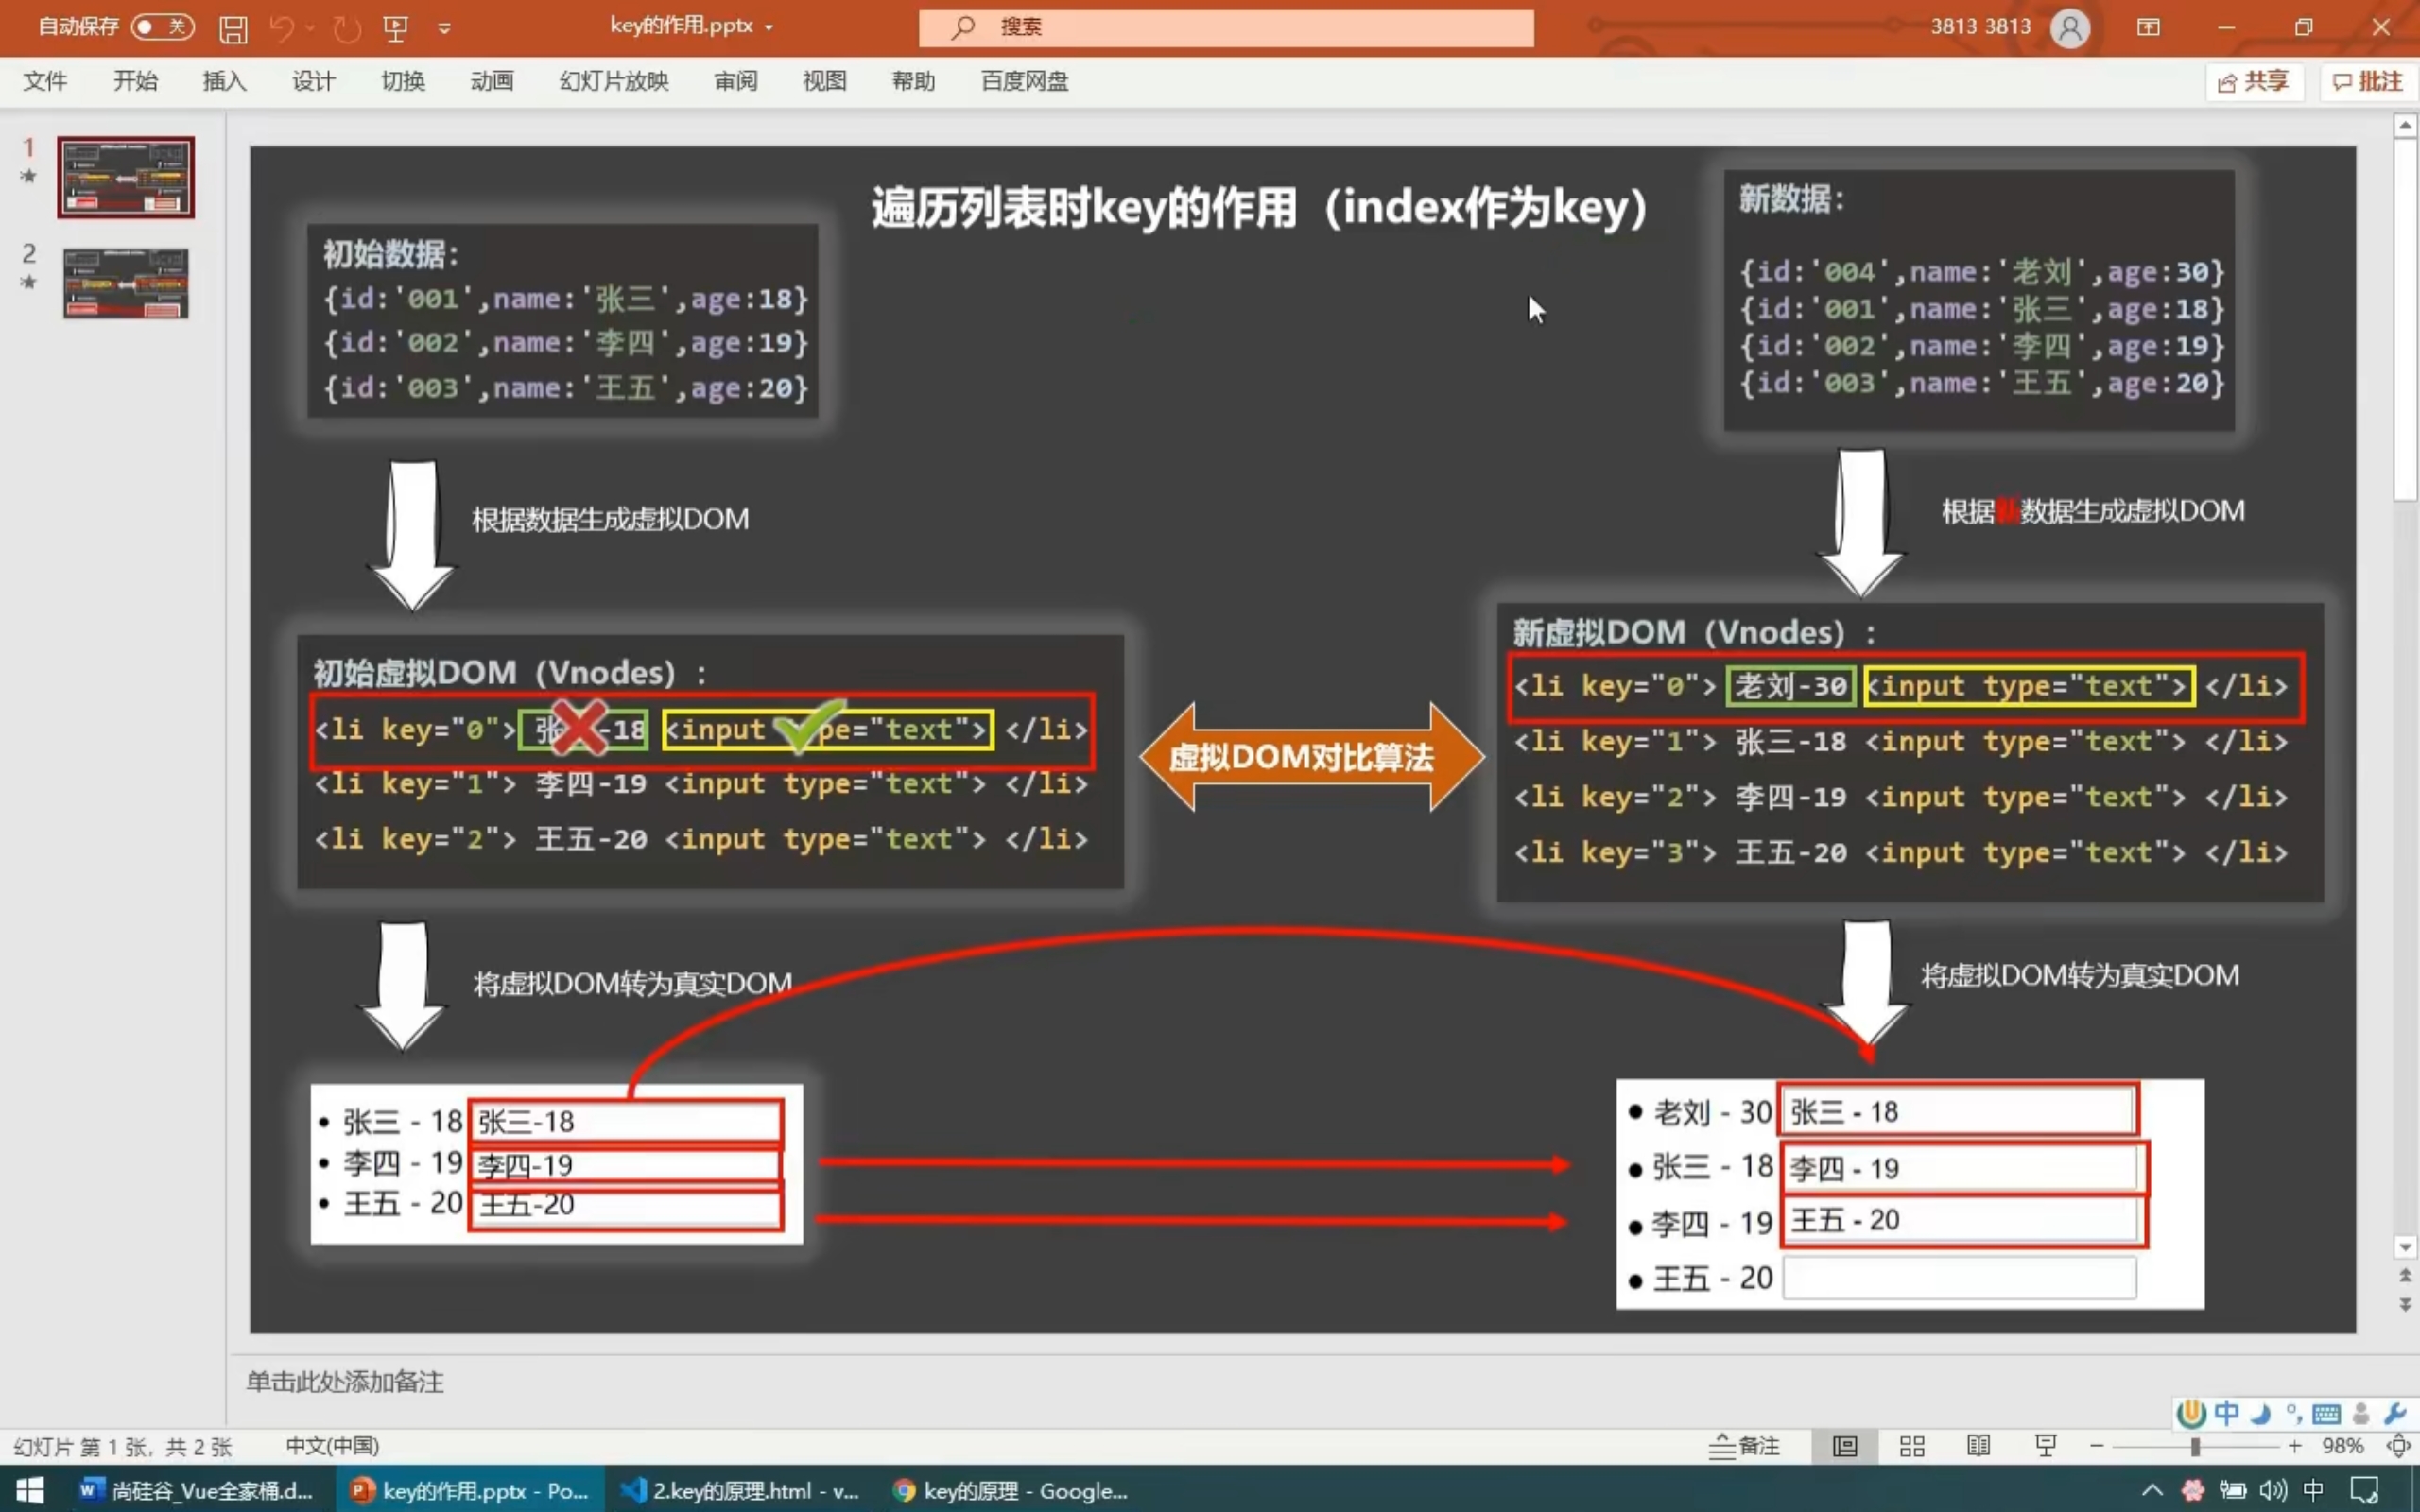 自动保存 关
key的作用.pptx
搜索
3813 3813
文件 开始 插入 设计 切换 动画 幻灯片放映 审阅 视图 帮助 百度网盘
共享 批注
1
2
遍历列表时key的作用（index作为key）
初始数据：
{id:'001',name:'张三',age:18}
{id:'002',name:'李四',age:19}
{id:'003',name:'王五',age:20}
新数据：
{id:'004',name:'老刘',age:30}
{id:'001',name:'张三',age:18}
{id:'002',name:'李四',age:19}
{id:'003',name:'王五',age:20}
根据数据生成虚拟DOM
根据新数据生成虚拟DOM
初始虚拟DOM（Vnodes）：
<li key="0"> 张 -18 <input type="text"> </li>
<li key="1"> 李四-19 <input type="text"> </li>
<li key="2"> 王五-20 <input type="text"> </li>
虚拟DOM对比算法
新虚拟DOM（Vnodes）：
<li key="0"> 老刘-30 <input type="text"> </li>
<li key="1"> 张三-18 <input type="text"> </li>
<li key="2"> 李四-19 <input type="text"> </li>
<li key="3"> 王五-20 <input type="text"> </li>
将虚拟DOM转为真实DOM
将虚拟DOM转为真实DOM
• 张三 - 18 张三-18
• 李四 - 19 李四-19
• 王五 - 20 王五-20
• 老刘 - 30 张三 - 18
• 张三 - 18 李四 - 19
• 李四 - 19 王五 - 20
• 王五 - 20
单击此处添加备注
中
幻灯片 第 1 张，共 2 张 中文(中国) 备注 98%
尚硅谷_Vue全家桶.d... key的作用.pptx - Po... 2.key的原理.html - v... key的原理 - Google... 中